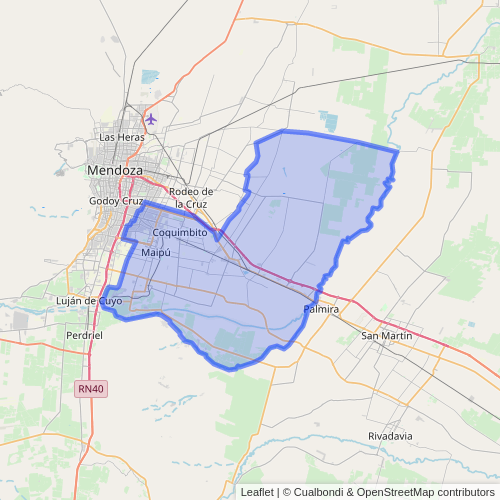 Las Heras
Mendoza
Rodeo de
la Cruz
Godoy Cruz
Coquimbito
Maipú
Luján de Cuyo
Palmira
Perdriel
San Martín
RN40
Rivadavia
Leaflet | © Cualbondi & OpenStreetMap contributors